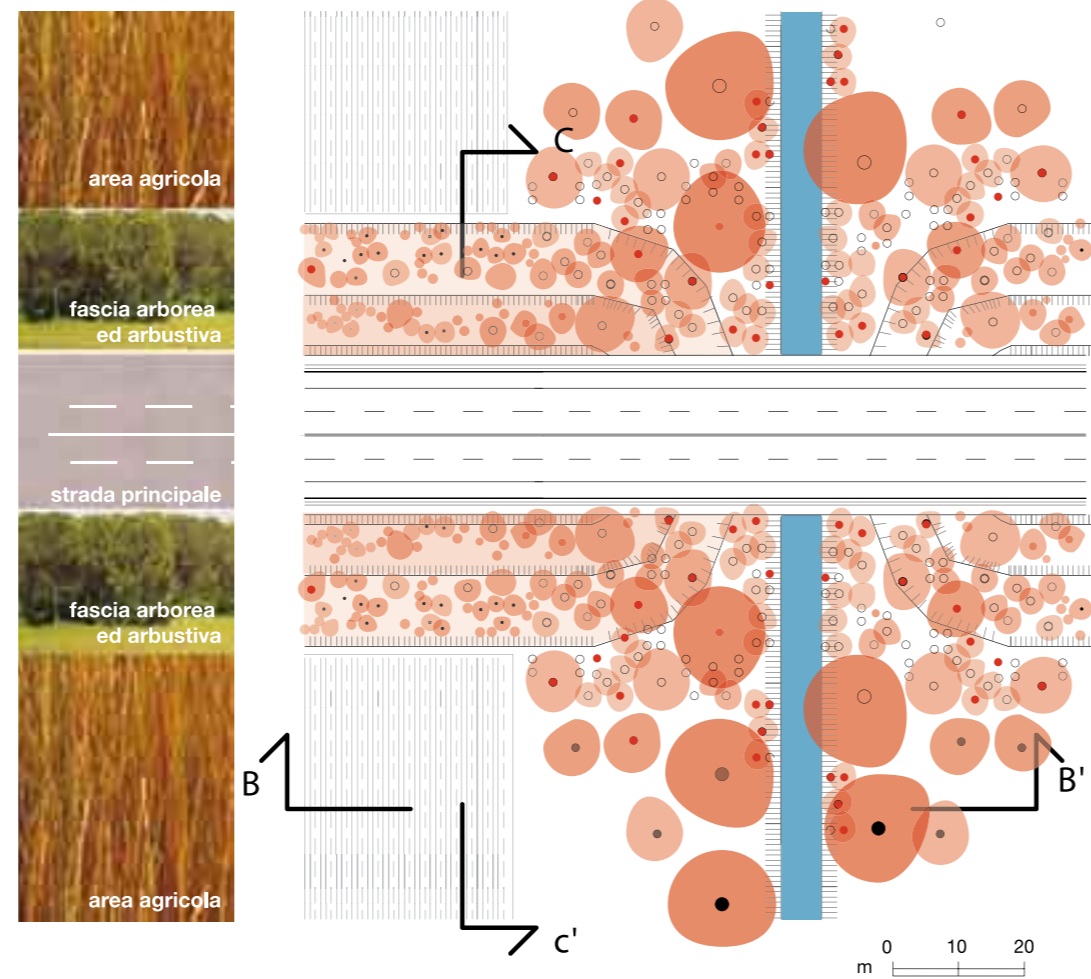 area agricola
fascia arborea
ed arbustiva
strada principale
fascia arborea
ed arbustiva
area agricola
C
B
B'
c'
0 10 20
m